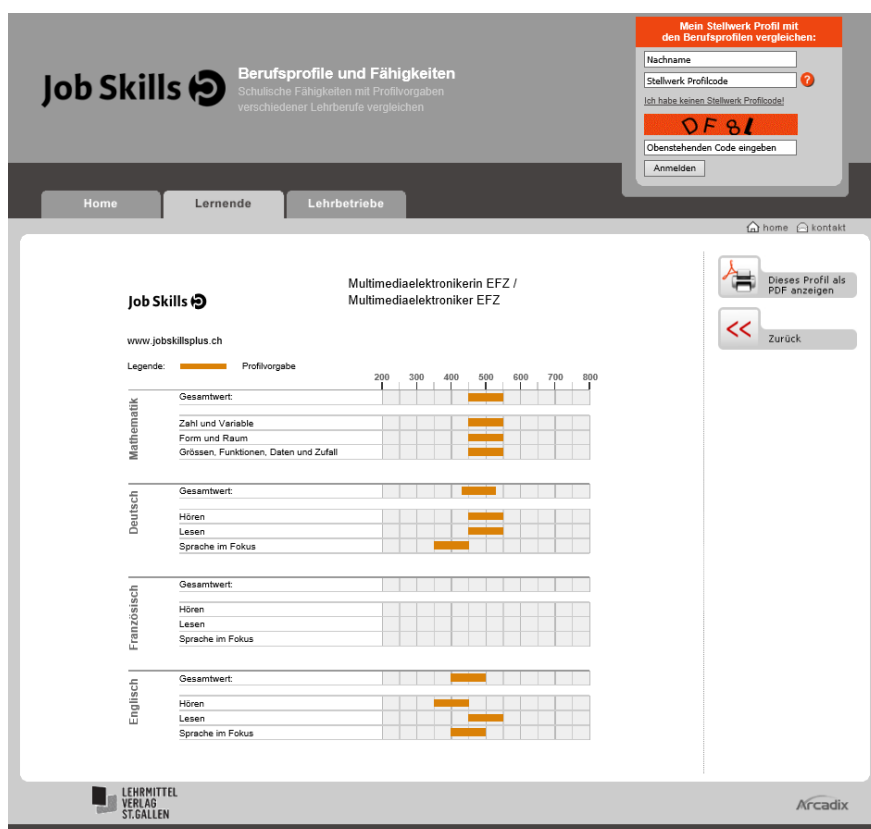 Mein Stellwerk Profil mit
den Berufsprofilen vergleichen:
Nachname
Stellwerk Profilcode
?
Ich habe keinen Stellwerk Profilcode!
DF 81
Obenstehenden Code eingeben
Anmelden
Job Skills
Berufsprofile und Fähigkeiten
Schulische Fähigkeiten mit Profilvorgaben
verschiedener Lehrberufe vergleichen
Home
Lernende
Lehrbetriebe
home
kontakt
Dieses Profil als
PDF anzeigen
<<
Zurück
Job Skills
Multimediaelektronikerin EFZ /
Multimediaelektroniker EFZ
www.jobskillsplus.ch
Legende: Profilvorgabe
200 300 400 500 600 700 800
Mathematik
Gesamtwert:
Zahl und Variable
Form und Raum
Grössen, Funktionen, Daten und Zufall
Deutsch
Gesamtwert:
Hören
Lesen
Sprache im Fokus
Französisch
Gesamtwert:
Hören
Lesen
Sprache im Fokus
Englisch
Gesamtwert:
Hören
Lesen
Sprache im Fokus
LEHRMITTEL
VERLAG
ST.GALLEN
Arcadix